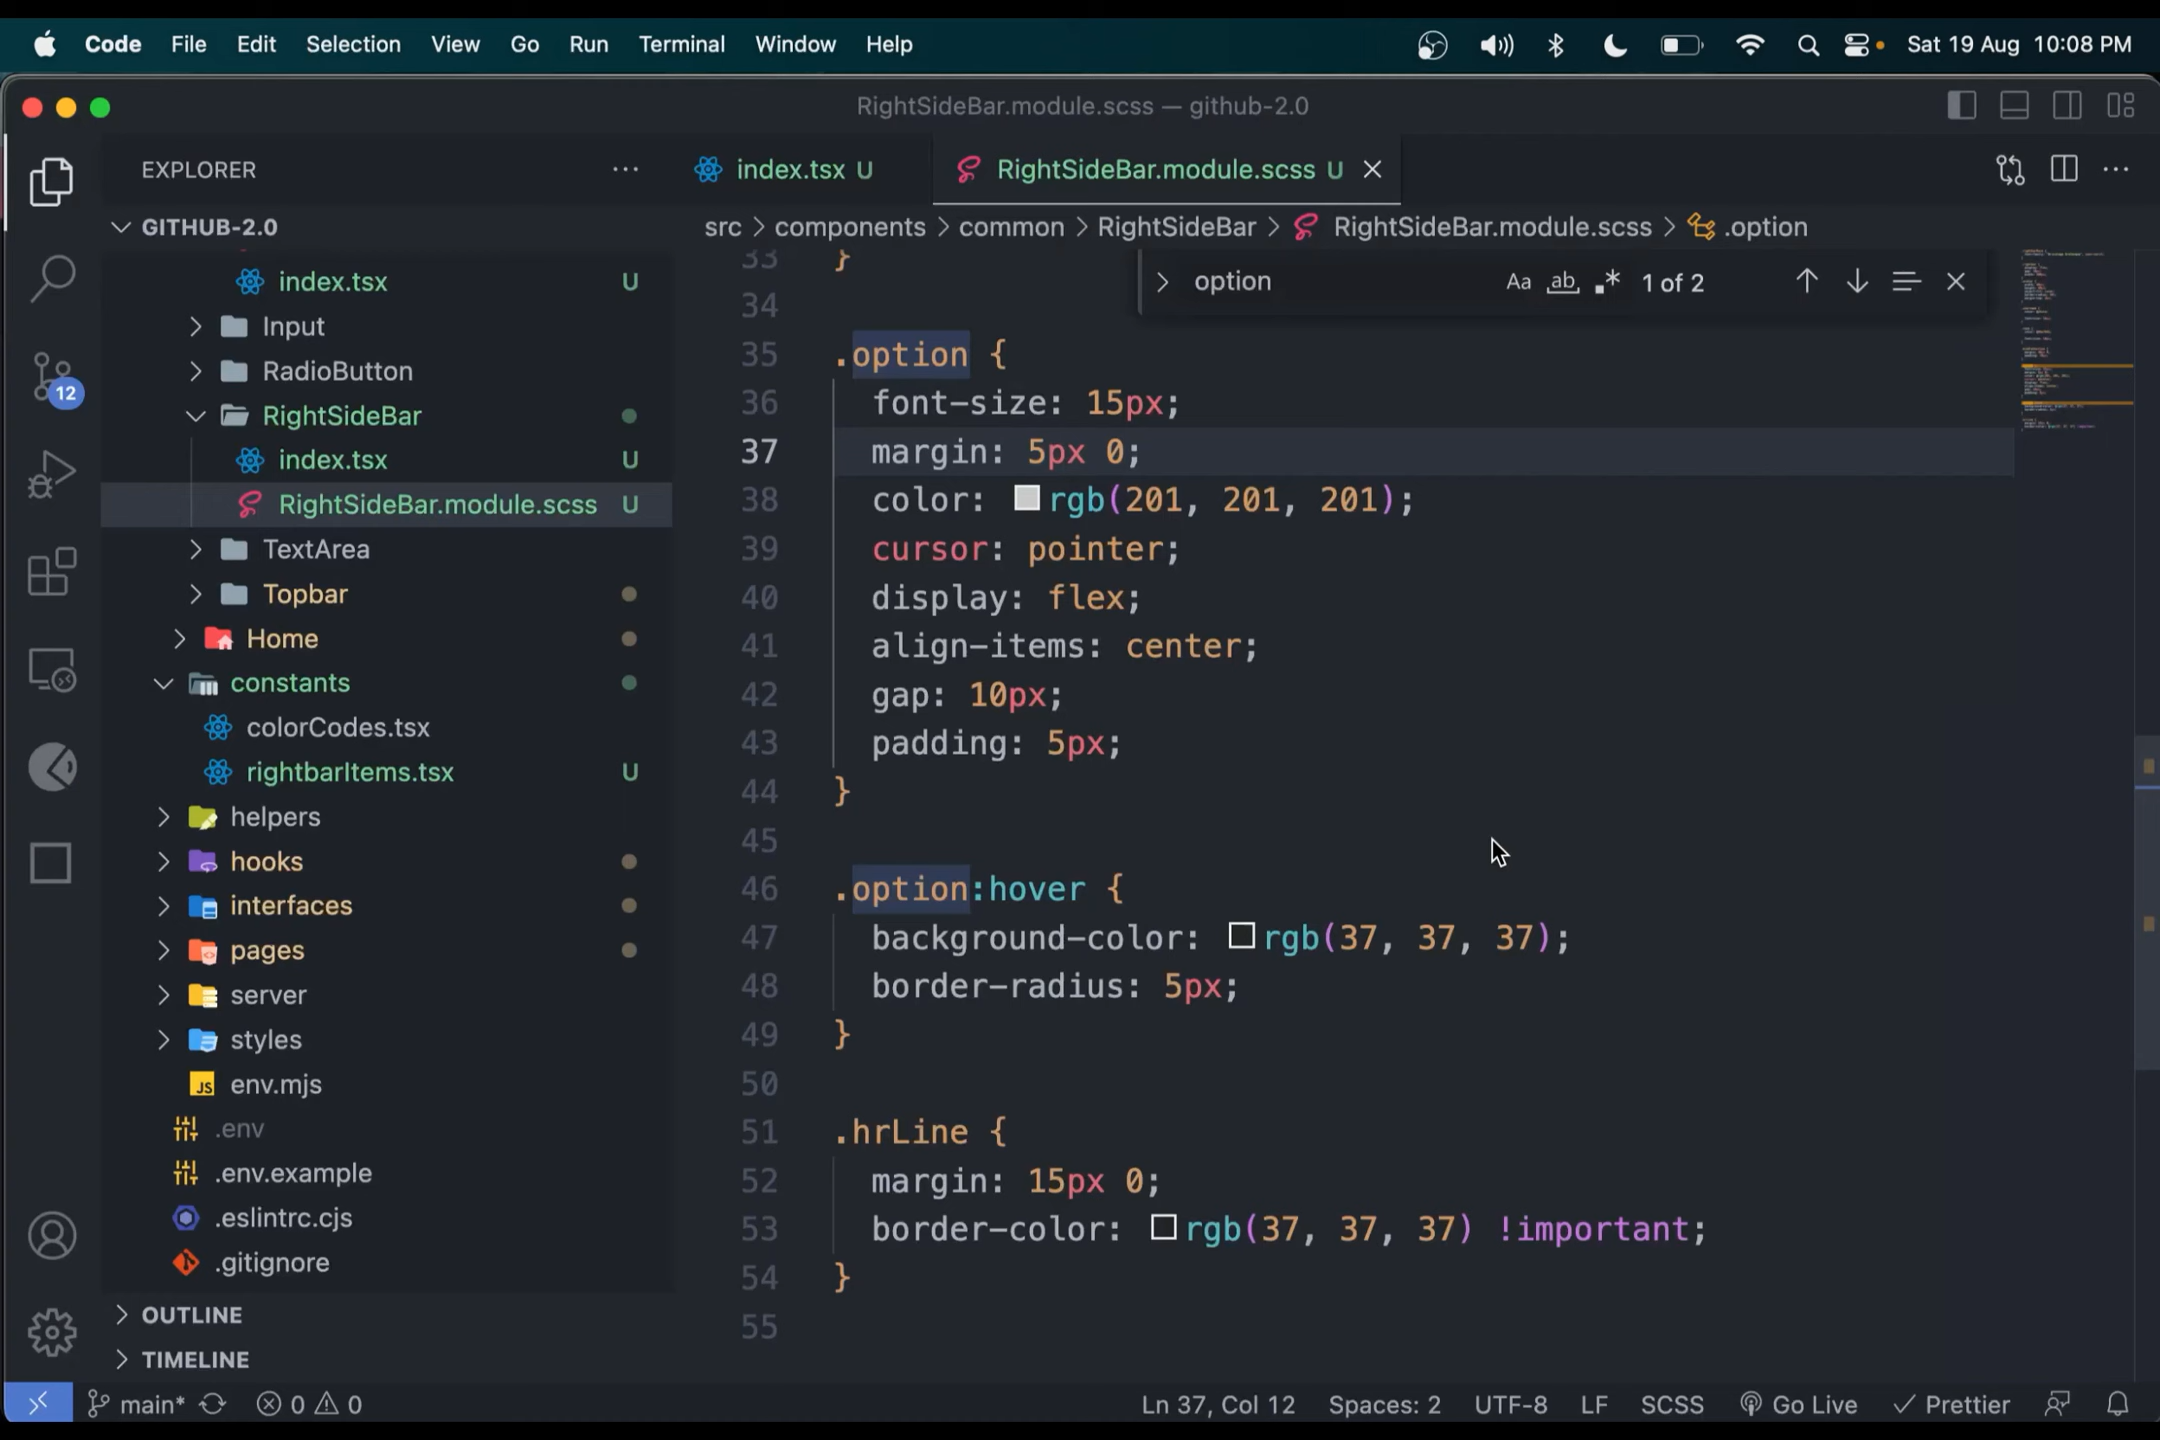 Code File Edit Selection View Go Run Terminal Window Help Sat 19 Aug 10:08 PM
RightSideBar.module.scss — github-2.0
EXPLORER
index.tsx U
RightSideBar.module.scss U
GITHUB-2.0
src > components > common > RightSideBar > RightSideBar.module.scss > .option
option
Aa ab .* 1 of 2
index.tsx U
Input
RadioButton
RightSideBar
index.tsx U
RightSideBar.module.scss U
TextArea
Topbar
Home
constants
colorCodes.tsx
rightbarItems.tsx U
helpers
hooks
interfaces
pages
server
styles
JS env.mjs
.env
.env.example
.eslintrc.cjs
.gitignore
OUTLINE
TIMELINE
12
33 }
34
35 .option {
36 font-size: 15px;
37 margin: 5px 0;
38 color: rgb(201, 201, 201);
39 cursor: pointer;
40 display: flex;
41 align-items: center;
42 gap: 10px;
43 padding: 5px;
44 }
45
46 .option:hover {
47 background-color: rgb(37, 37, 37);
48 border-radius: 5px;
49 }
50
51 .hrLine {
52 margin: 15px 0;
53 border-color: rgb(37, 37, 37) !important;
54 }
55
main* 0 0 Ln 37, Col 12 Spaces: 2 UTF-8 LF SCSS Go Live Prettier